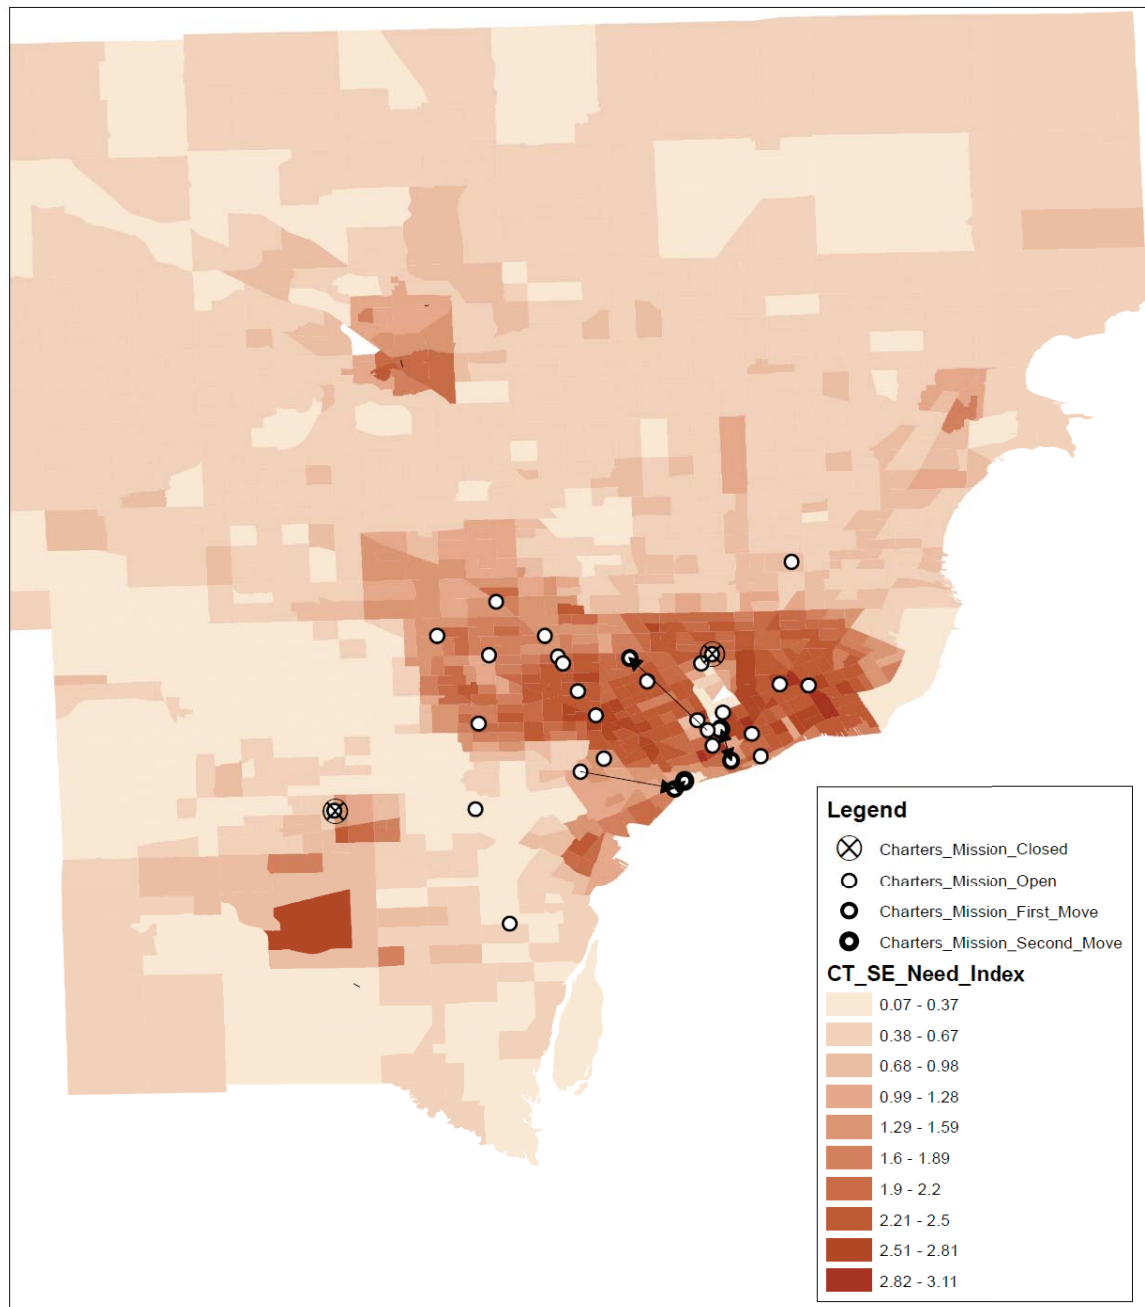 Legend
Charters_Mission_Closed
Charters_Mission_Open
Charters_Mission_First_Move
Charters_Mission_Second_Move
CT_SE_Need_Index
0.07 - 0.37
0.38 - 0.67
0.68 - 0.98
0.99 - 1.28
1.29 - 1.59
1.6 - 1.89
1.9 - 2.2
2.21 - 2.5
2.51 - 2.81
2.82 - 3.11